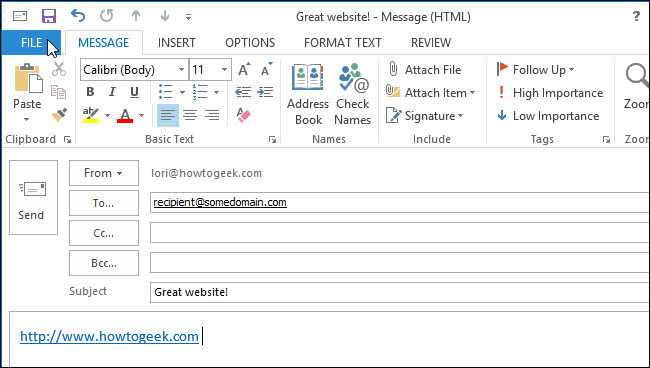 Great website! - Message (HTML)
?
FILE MESSAGE INSERT OPTIONS FORMAT TEXT REVIEW
Calibri (Body) 11 A A
Paste
B I U
ab A
Address Book
Check Names
Attach File
Attach Item
Signature
Follow Up
High Importance
Low Importance
Zoom
Clipboard Basic Text Names Include Tags Zoom
Send
From lori@howtogeek.com
To... recipient@somedomain.com
Cc...
Bcc...
Subject Great website!
http://www.howtogeek.com